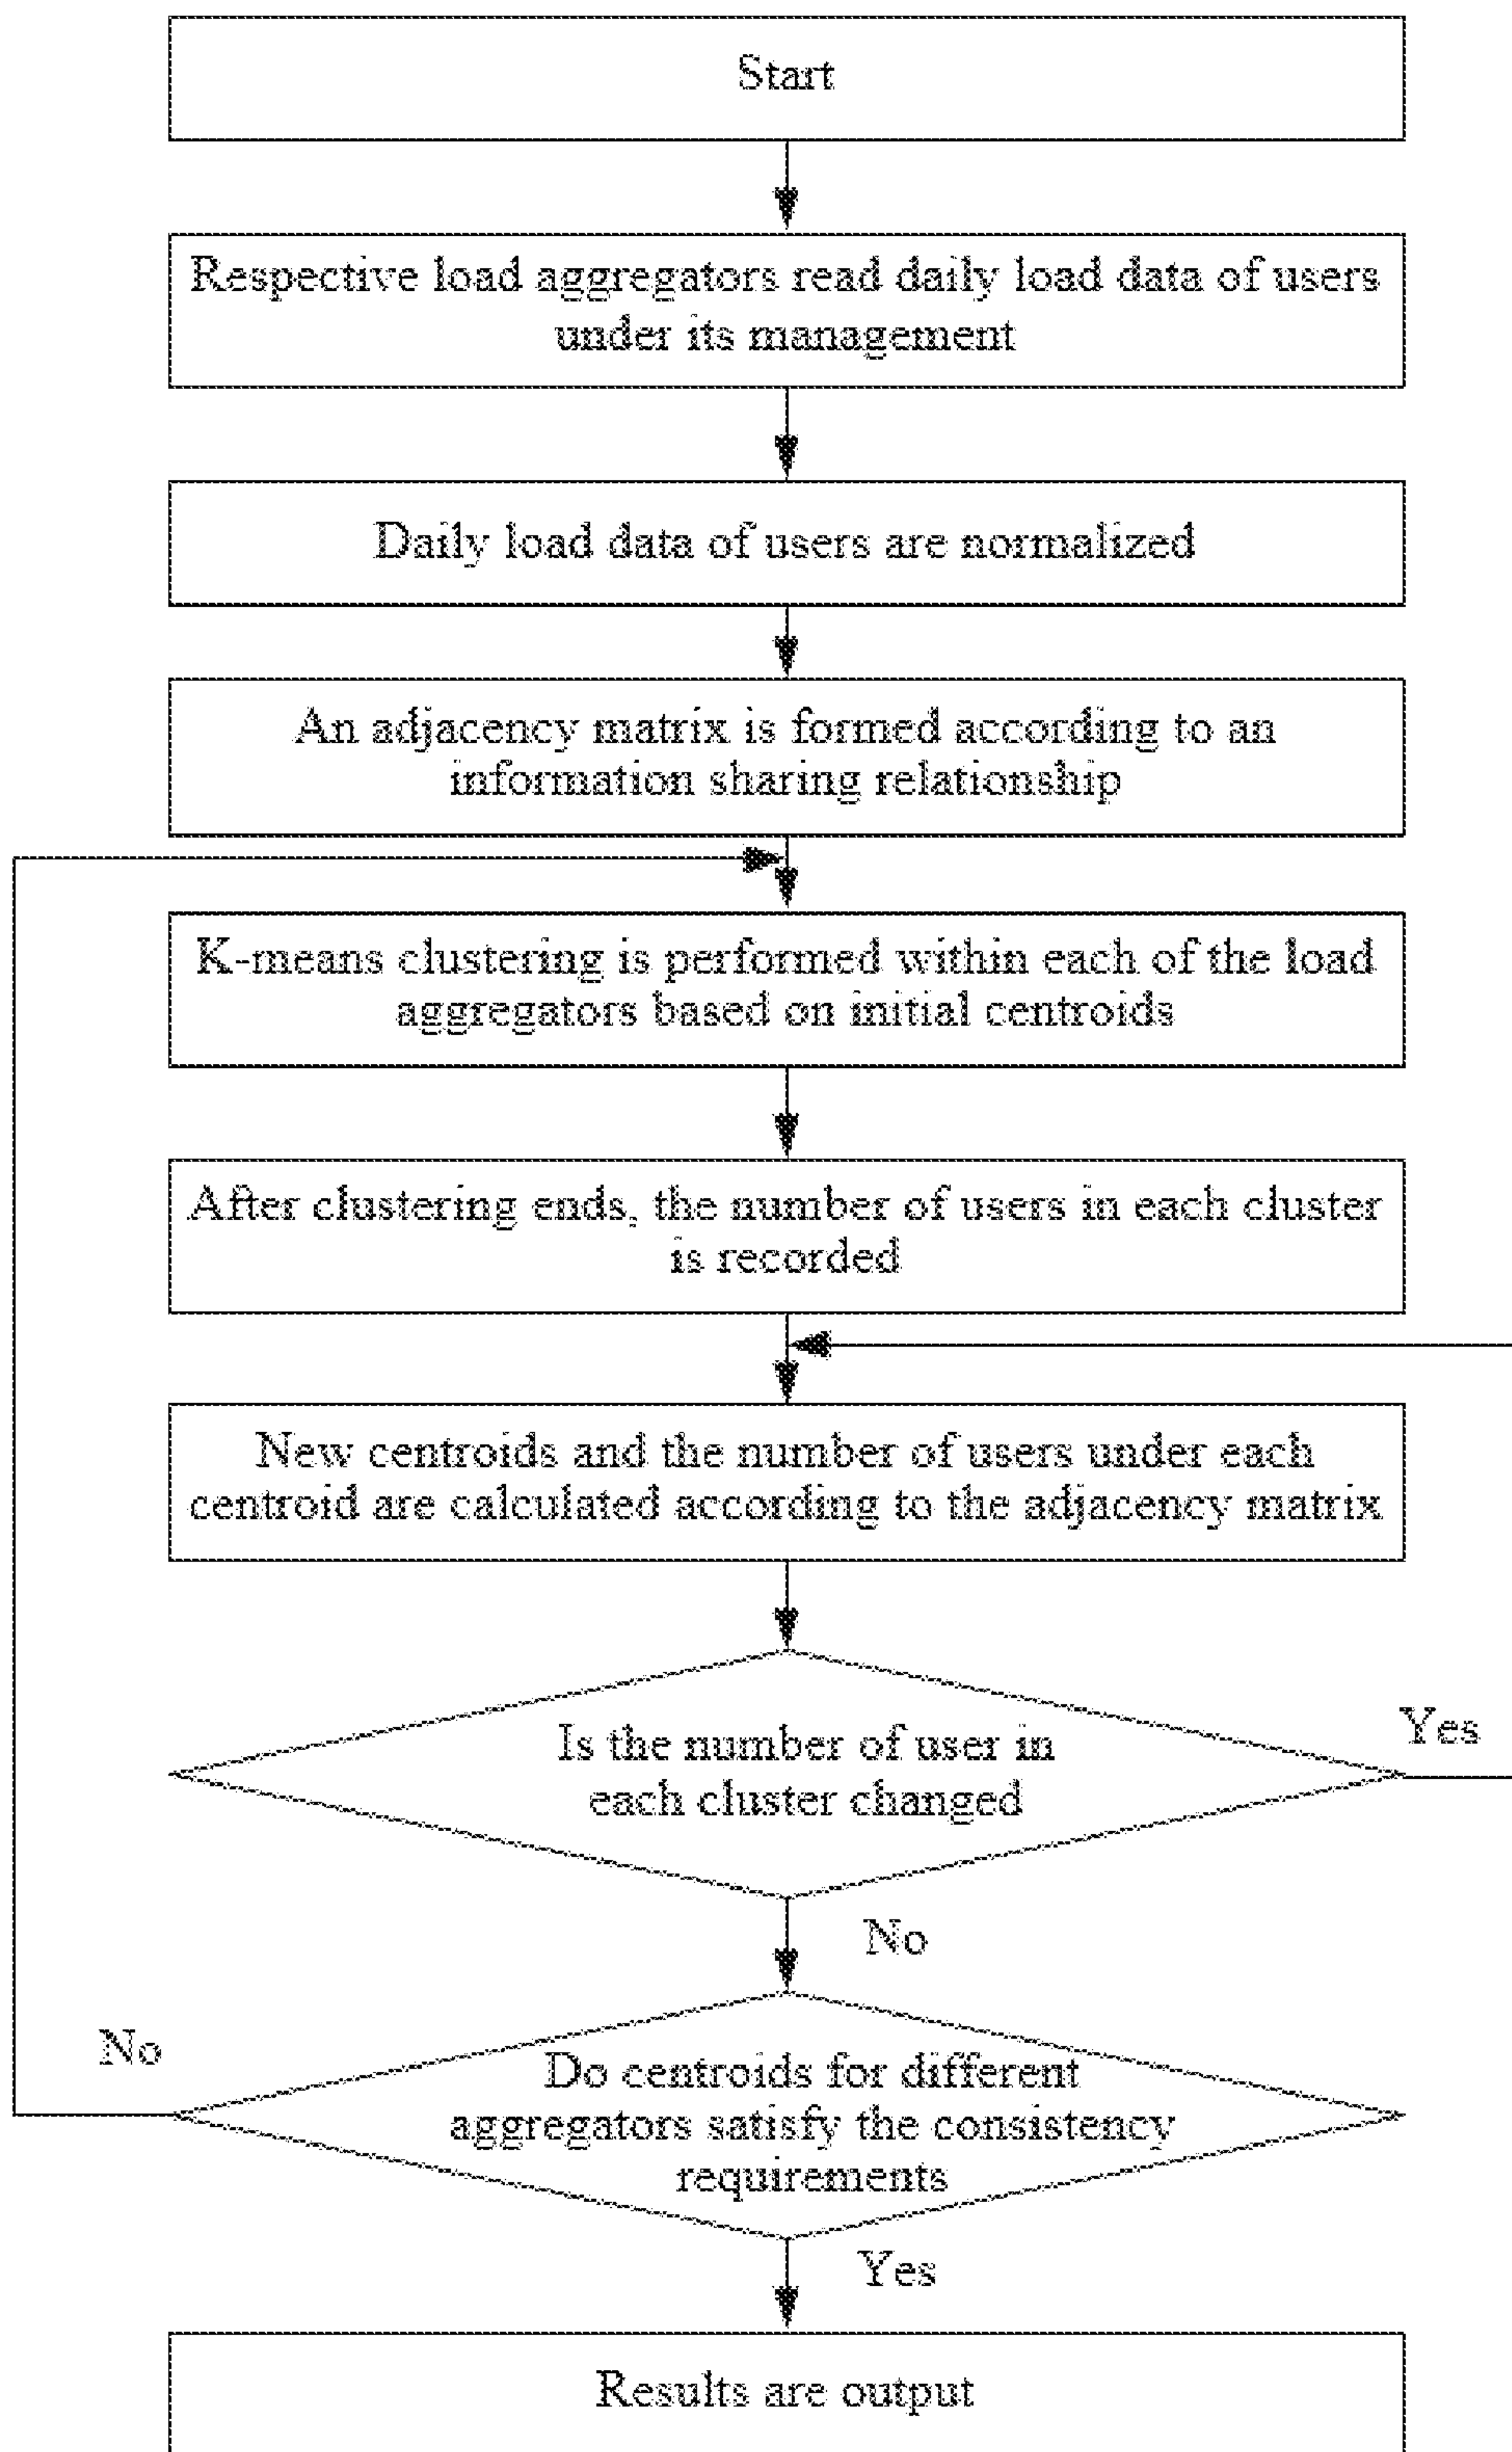 Start
Respective load aggregators read daily load data of users
under its management
Daily load data of users are normalized
An adjacency matrix is formed according to an
information sharing relationship
K-means clustering is performed within each of the load
aggregators based on initial centroids
After clustering ends, the number of users in each cluster
is recorded
New centroids and the number of users under each
centroid are calculated according to the adjacency matrix
Is the number of user in
each cluster changed
Yes
No
Do centroids for different
aggregators satisfy the consistency
requirements
No
Yes
Results are output